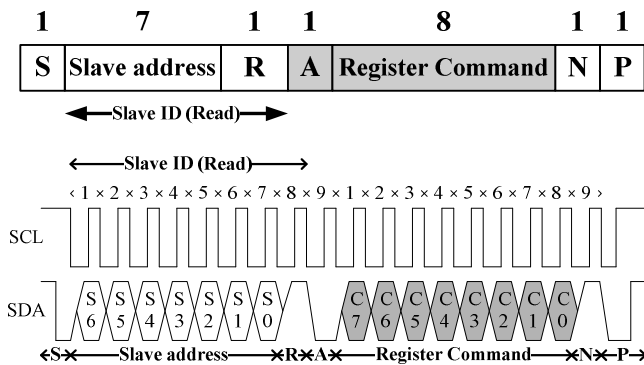 1 7 1 1 8 1 1
S Slave address R A Register Command N P
Slave ID (Read)
Slave ID (Read)
‹ 1 × 2 × 3 × 4 × 5 × 6 × 7 × 8 × 9 × 1 × 2 × 3 × 4 × 5 × 6 × 7 × 8 × 9 ›
SCL
SDA S6 S5 S4 S3 S2 S1 S0 C7 C6 C5 C4 C3 C2 C1 C0
S Slave address R A Register Command N P